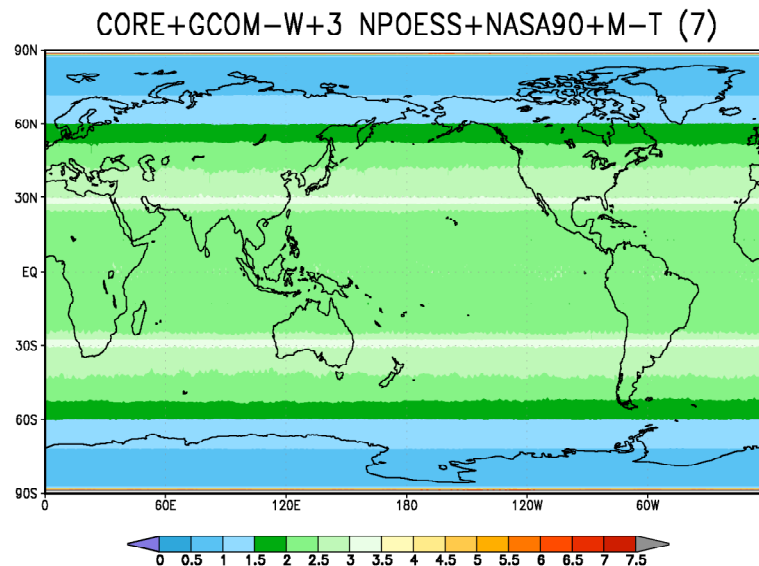 CORE+GCOM-W+3 NPOESS+NASA90+M-T (7)
90N
60N
30N
EQ
30S
60S
90S
0 60E 120E 180 120W 60W
0 0.5 1 1.5 2 2.5 3 3.5 4 4.5 5 5.5 6 6.5 7 7.5